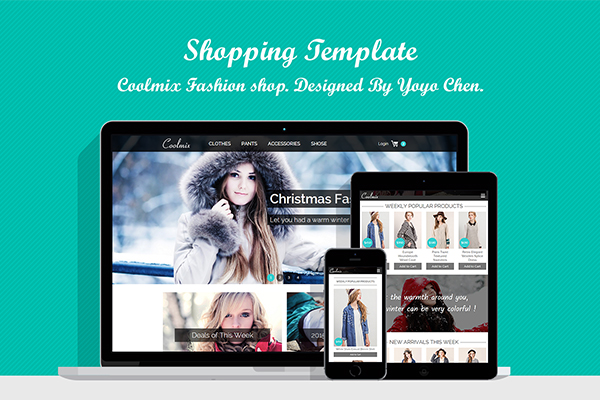 Shopping Template
Coolmix Fashion shop. Designed By Yoyo Chen.
Coolmix CLOTHES PANTS ACCESSORIES SHOSE Login
Christmas Fa
Let you had a warm winter
Deals of This Week
201
Coolmix
WEEKLY POPULAR PRODUCTS
Add to Cart Add to Cart Add to Cart Add to Cart
the warmth around you,
inter can be very colorful !
NEW ARRIVALS THIS WEEK
Coolmix
WEEKLY POPULAR PRODUCTS